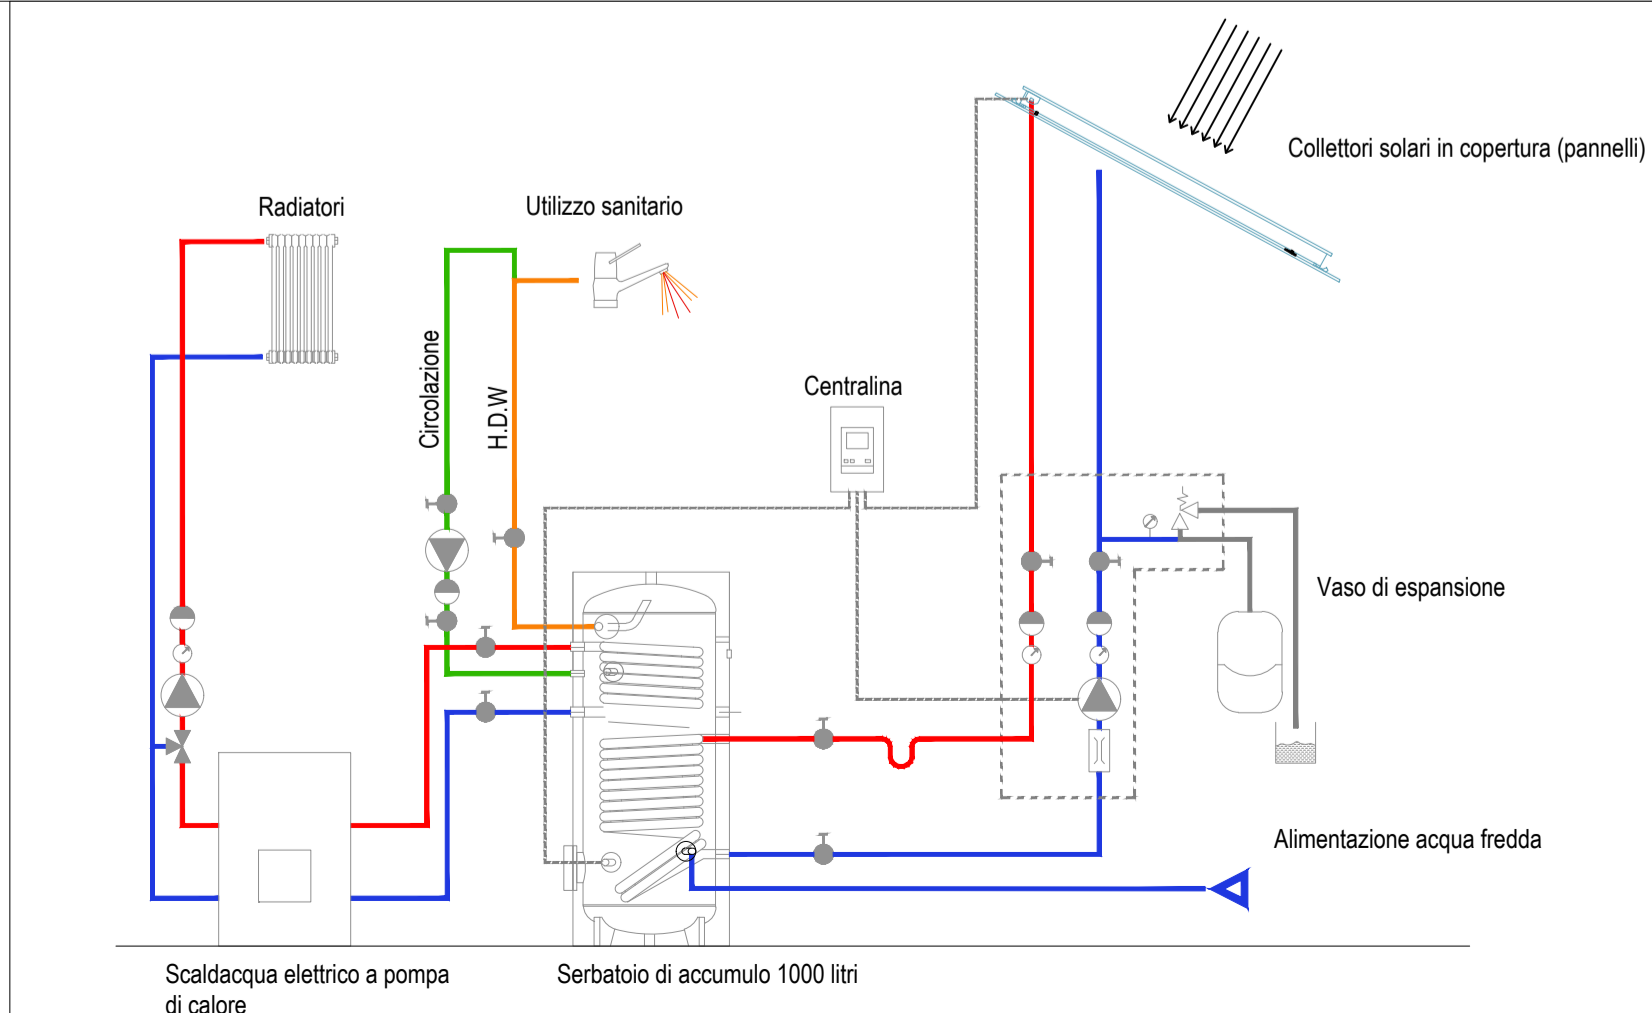 Collettori solari in copertura (pannelli)
Radiatori
Utilizzo sanitario
Circolazione
H.D.W
Centralina
Vaso di espansione
Alimentazione acqua fredda
Scaldacqua elettrico a pompa
di calore
Serbatoio di accumulo 1000 litri